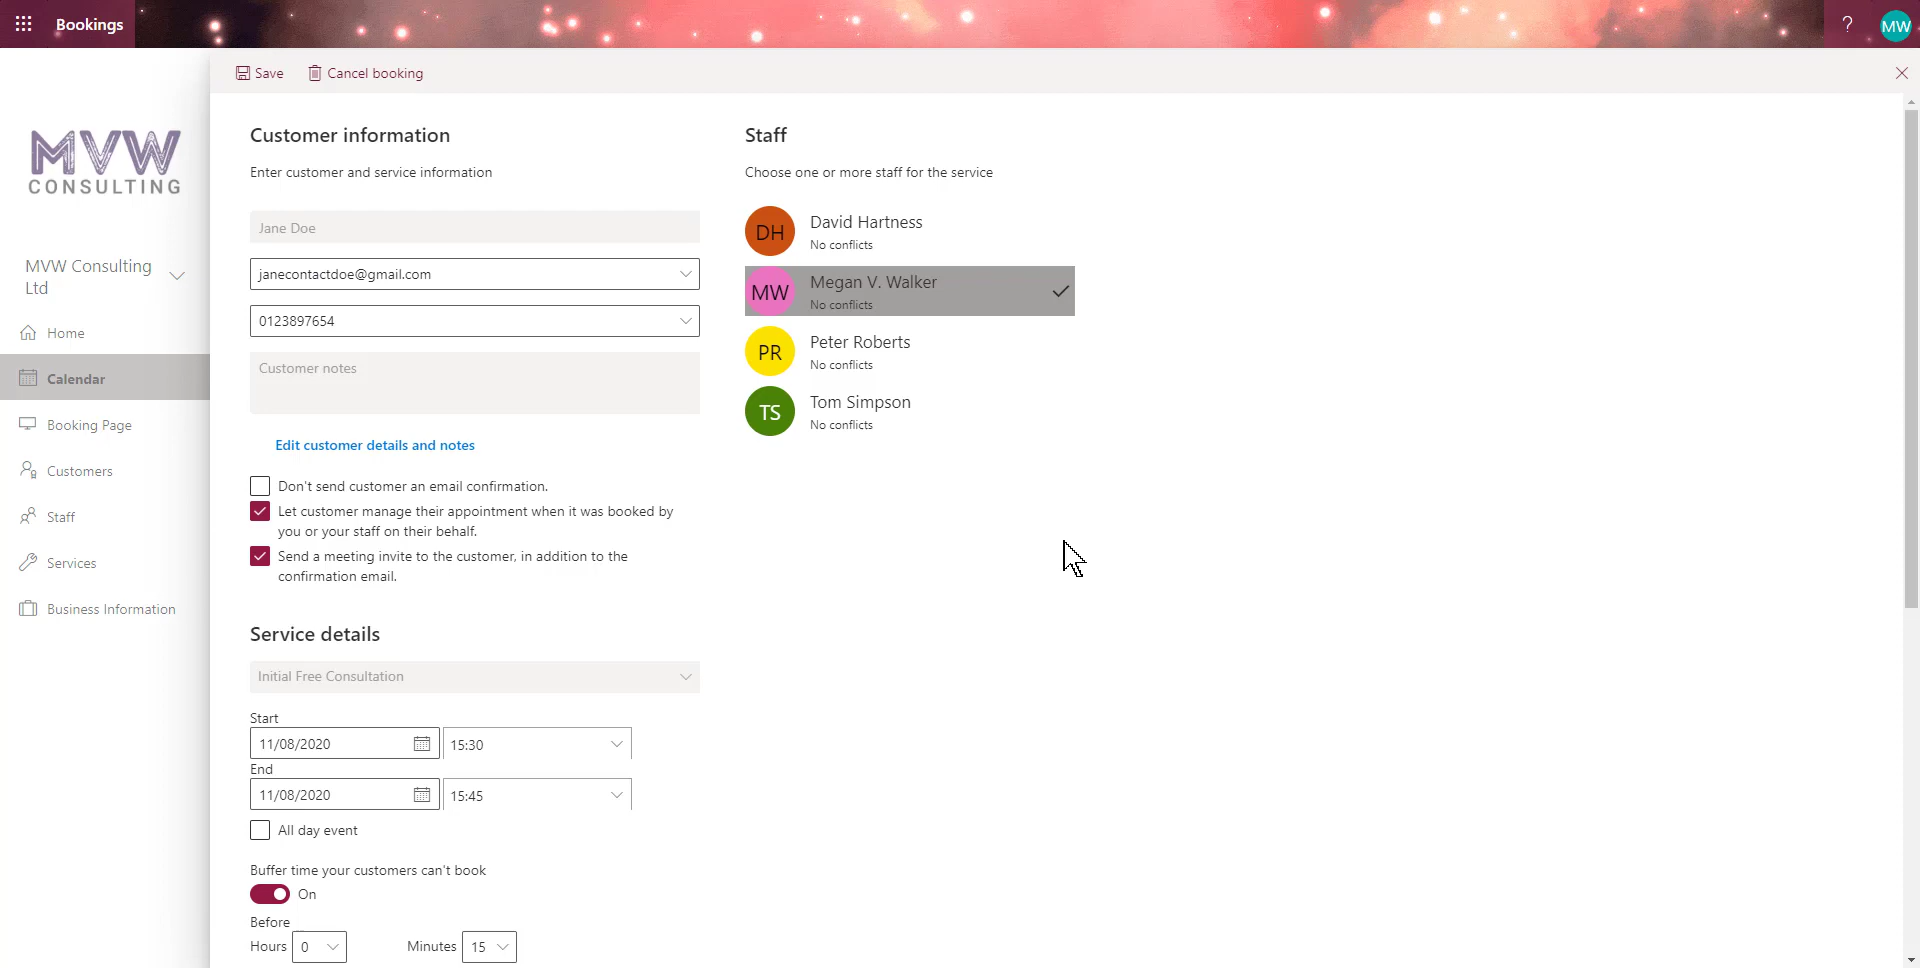 Bookings
?
MW
Save
Cancel booking
MVW
CONSULTING
MVW Consulting
Ltd
Home
Calendar
Booking Page
Customers
Staff
Services
Business Information
Customer information
Enter customer and service information
Jane Doe
janecontactdoe@gmail.com
0123897654
Customer notes
Edit customer details and notes
Don't send customer an email confirmation.
Let customer manage their appointment when it was booked by
you or your staff on their behalf.
Send a meeting invite to the customer, in addition to the
confirmation email.
Service details
Initial Free Consultation
Start
11/08/2020
15:30
End
11/08/2020
15:45
All day event
Buffer time your customers can't book
On
Before
Hours
0
Minutes
15
Staff
Choose one or more staff for the service
DH
David Hartness
No conflicts
MW
Megan V. Walker
No conflicts
PR
Peter Roberts
No conflicts
TS
Tom Simpson
No conflicts